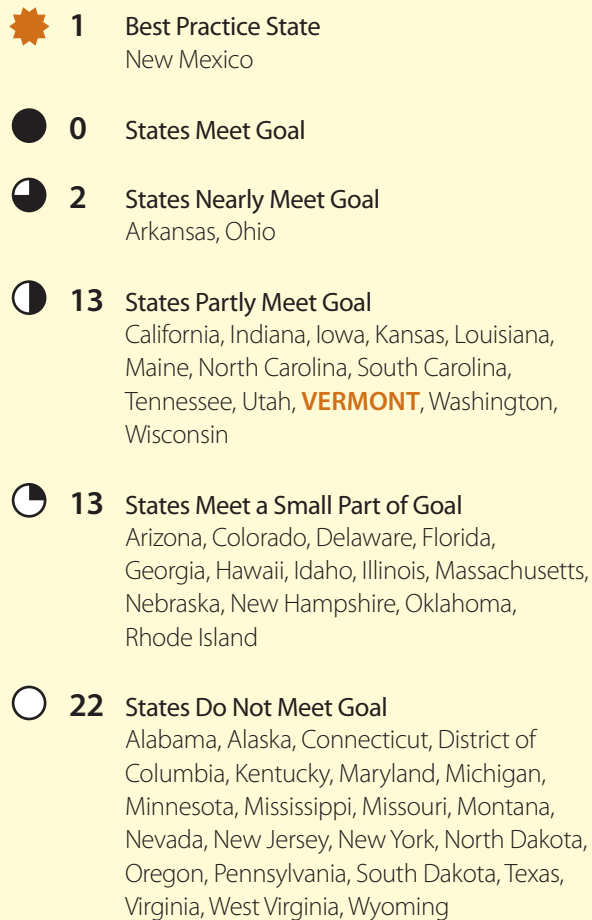 1 Best Practice State
New Mexico
0 States Meet Goal
2 States Nearly Meet Goal
Arkansas, Ohio
13 States Partly Meet Goal
California, Indiana, Iowa, Kansas, Louisiana,
Maine, North Carolina, South Carolina,
Tennessee, Utah, VERMONT, Washington,
Wisconsin
13 States Meet a Small Part of Goal
Arizona, Colorado, Delaware, Florida,
Georgia, Hawaii, Idaho, Illinois, Massachusetts,
Nebraska, New Hampshire, Oklahoma,
Rhode Island
22 States Do Not Meet Goal
Alabama, Alaska, Connecticut, District of
Columbia, Kentucky, Maryland, Michigan,
Minnesota, Mississippi, Missouri, Montana,
Nevada, New Jersey, New York, North Dakota,
Oregon, Pennsylvania, South Dakota, Texas,
Virginia, West Virginia, Wyoming